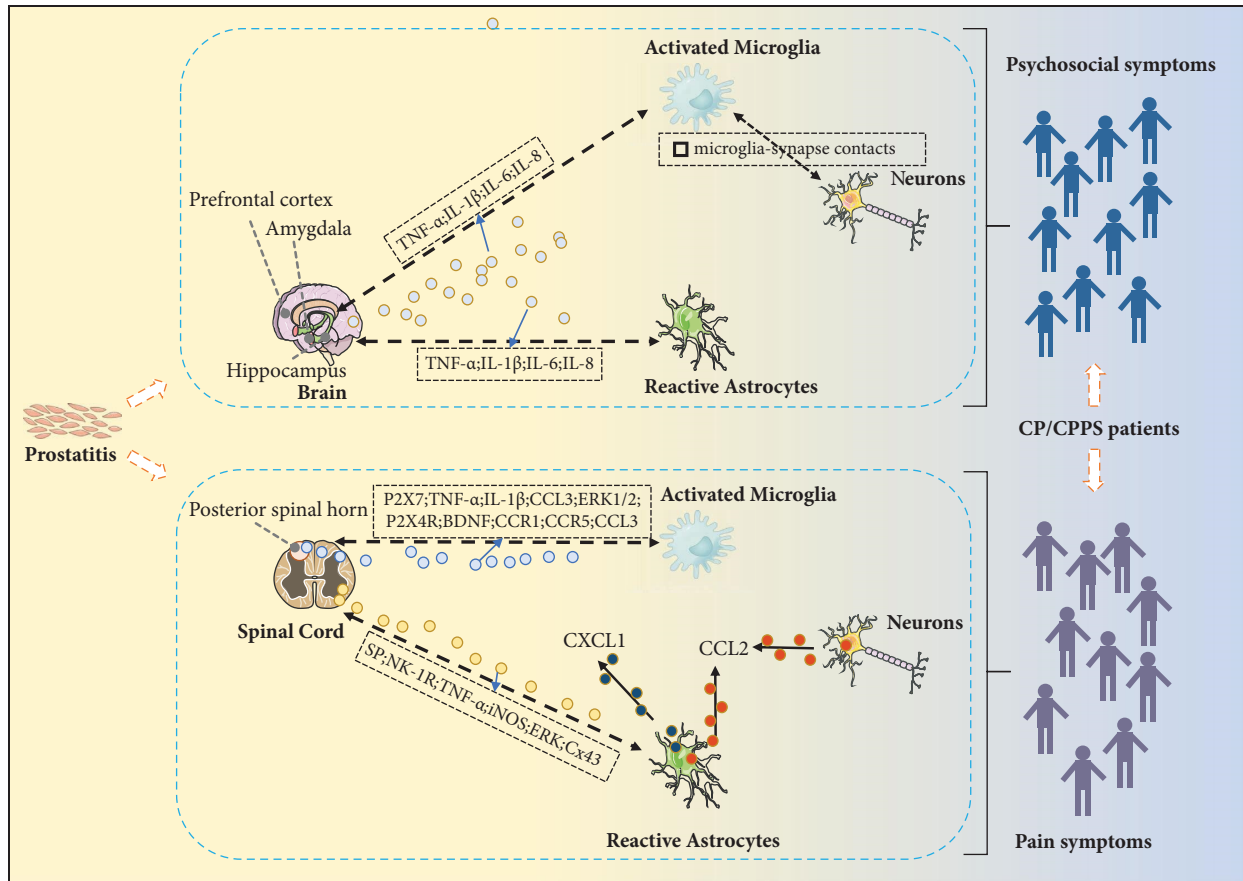 Activated Microglia
Psychosocial symptoms
microglia-synapse contacts
TNF-α;IL-1β;IL-6;IL-8
Neurons
Prefrontal cortex
Amygdala
TNF-α;IL-1β;IL-6;IL-8
Hippocampus
Brain
Reactive Astrocytes
Prostatitis
CP/CPPS patients
P2X7;TNF-α;IL-1β;CCL3;ERK1/2;
P2X4R;BDNF;CCR1;CCR5;CCL3
Activated Microglia
Posterior spinal horn
Spinal Cord
SP;NK-1R;TNF-α;iNOS;ERK;Cx43
CXCL1
CCL2
Neurons
Reactive Astrocytes
Pain symptoms